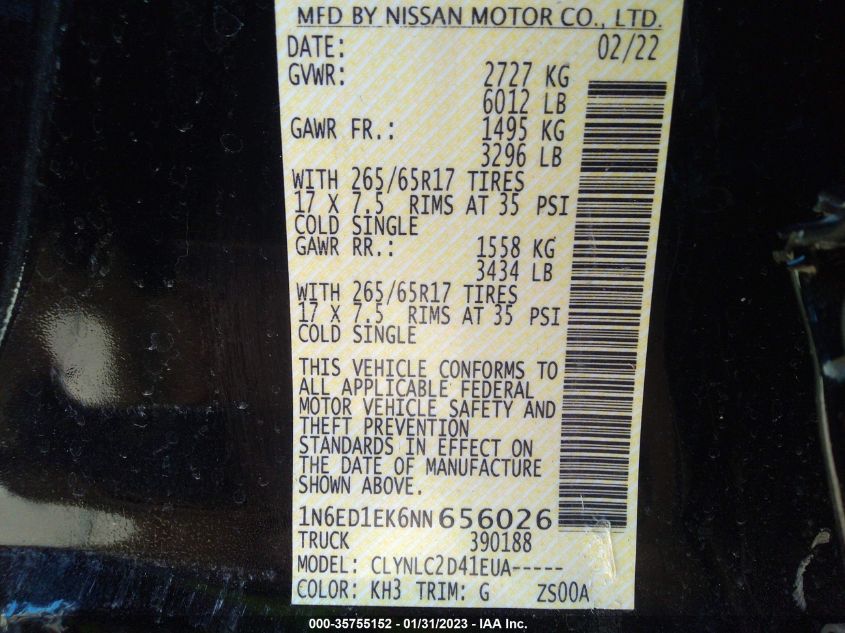 MFD BY NISSAN MOTOR CO., LTD.
DATE: 02/22
GVWR: 2727 KG
6012 LB
GAWR FR.: 1495 KG
3296 LB
WITH 265/65R17 TIRES
17 X 7.5 RIMS AT 35 PSI
COLD SINGLE
GAWR RR.: 1558 KG
3434 LB
WITH 265/65R17 TIRES
17 X 7.5 RIMS AT 35 PSI
COLD SINGLE
THIS VEHICLE CONFORMS TO
ALL APPLICABLE FEDERAL
MOTOR VEHICLE SAFETY AND
THEFT PREVENTION
STANDARDS IN EFFECT ON
THE DATE OF MANUFACTURE
SHOWN ABOVE.
1N6ED1EK6NN656026
TRUCK 390188
MODEL: CLYNLC2D41EUA-----
COLOR: KH3 TRIM: G ZS00A
000-35755152 - 01/31/2023 - IAA Inc.